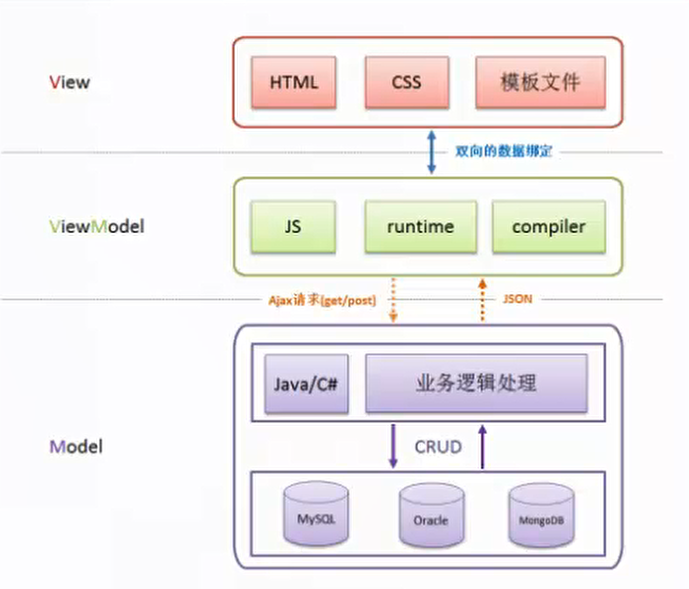 View
HTML
CSS
模板文件
双向的数据绑定
ViewModel
JS
runtime
compiler
Ajax请求(get/post)
JSON
Model
Java/C#
业务逻辑处理
CRUD
MySQL
Oracle
MongoDB